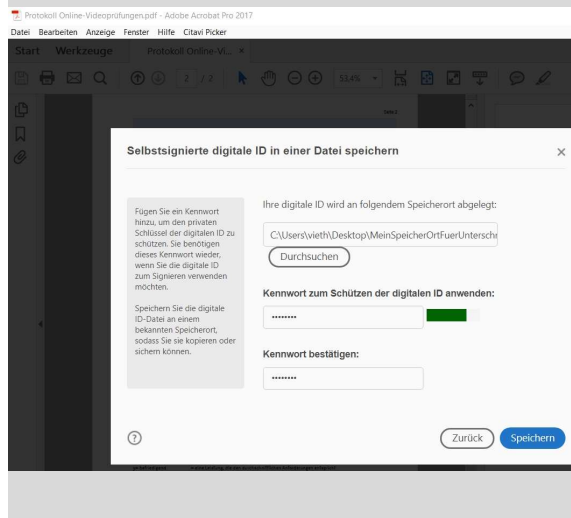 Protokoll Online-Videoprüfungen.pdf - Adobe Acrobat Pro 2017
Datei Bearbeiten Anzeige Fenster Hilfe Citavi Picker
Start Werkzeuge Protokoll Online-Vi... ×
2 / 2 53,4%
Selbstsignierte digitale ID in einer Datei speichern
Fügen Sie ein Kennwort
hinzu, um den privaten
Schlüssel der digitalen ID zu
schützen. Sie benötigen
dieses Kennwort wieder,
wenn Sie die digitale ID
zum Signieren verwenden
möchten.
Speichern Sie die digitale
ID-Datei an einem
bekannten Speicherort,
sodass Sie sie kopieren oder
sichern können.
Ihre digitale ID wird an folgendem Speicherort abgelegt:
C:\Users\vieth\Desktop\MeinSpeicherOrtFuerUnterschr
Durchsuchen
Kennwort zum Schützen der digitalen ID anwenden:
••••••••
Kennwort bestätigen:
••••••••
?
Zurück Speichern